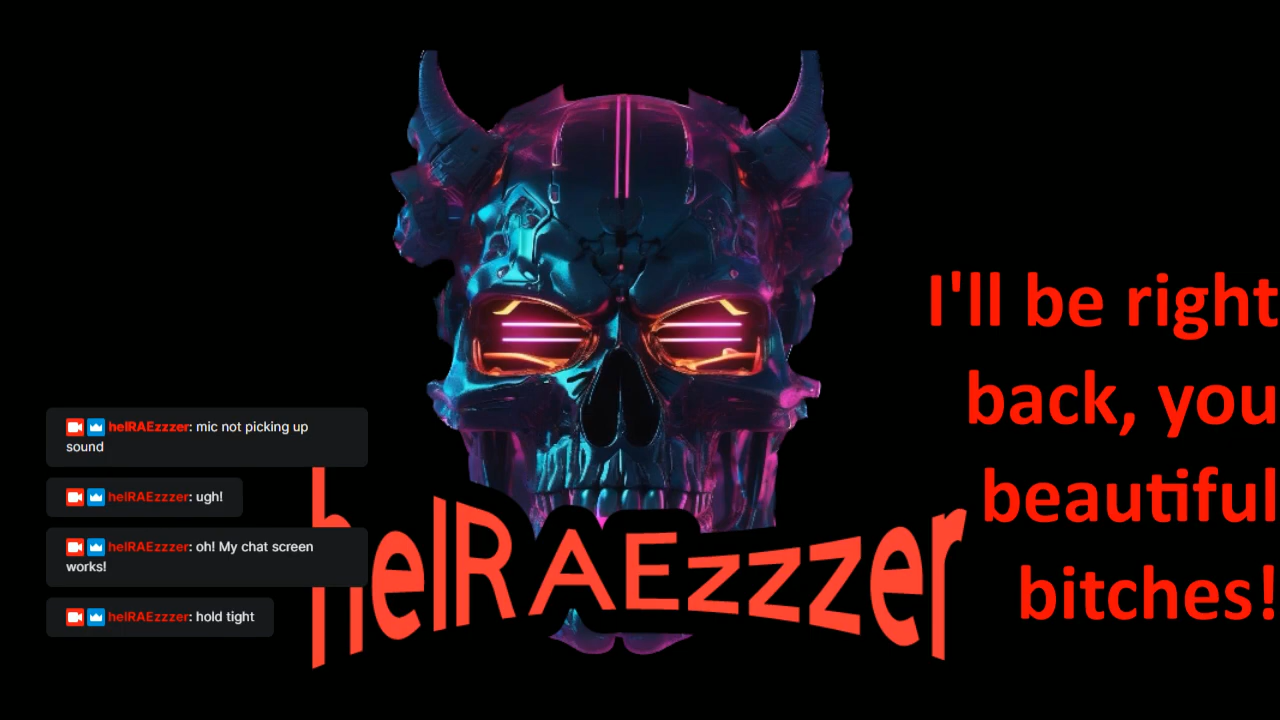 helRAEzzzer: mic not picking up
sound
helRAEzzzer: ugh!
helRAEzzzer: oh! My chat screen
works!
helRAEzzzer: hold tight
helRAEzzzer
I'll be right
back, you
beautiful
bitches!